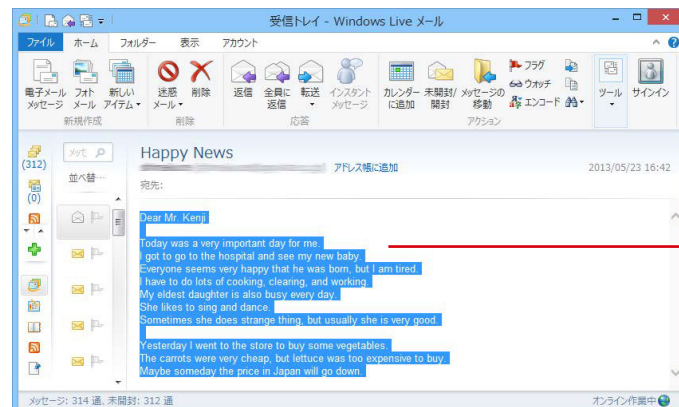 受信トレイ - Windows Live メール
ファイル ホーム フォルダー 表示 アカウント
電子メール メッセージ
フォト メール
新しい アイテム
迷惑 メール
削除
返信
全員に 返信
転送
インスタント メッセージ
カレンダー に追加
未開封/ 開封
メッセージの 移動
フラグ
ウォッチ
エンコード
ツール
サインイン
新規作成 削除 応答 アクション
(312)
(0)
並べ替…
Happy News
アドレス帳に追加
2013/05/23 16:42
宛先:
Dear Mr. Kenji
Today was a very important day for me.
I got to go to the hospital and see my new baby.
Everyone seems very happy that he was born, but I am tired.
I have to do lots of cooking, clearing, and working.
My eldest daughter is also busy every day.
She likes to sing and dance.
Sometimes she does strange thing, but usually she is very good.
Yesterday I went to the store to buy some vegetables.
The carrots were very cheap, but lettuce was too expensive to buy.
Maybe someday the price in Japan will go down.
メッセージ: 314 通, 未開封: 312 通
オンライン作業中